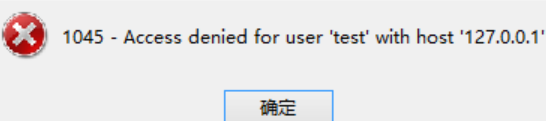 1045 - Access denied for user 'test' with host '127.0.0.1'
确定